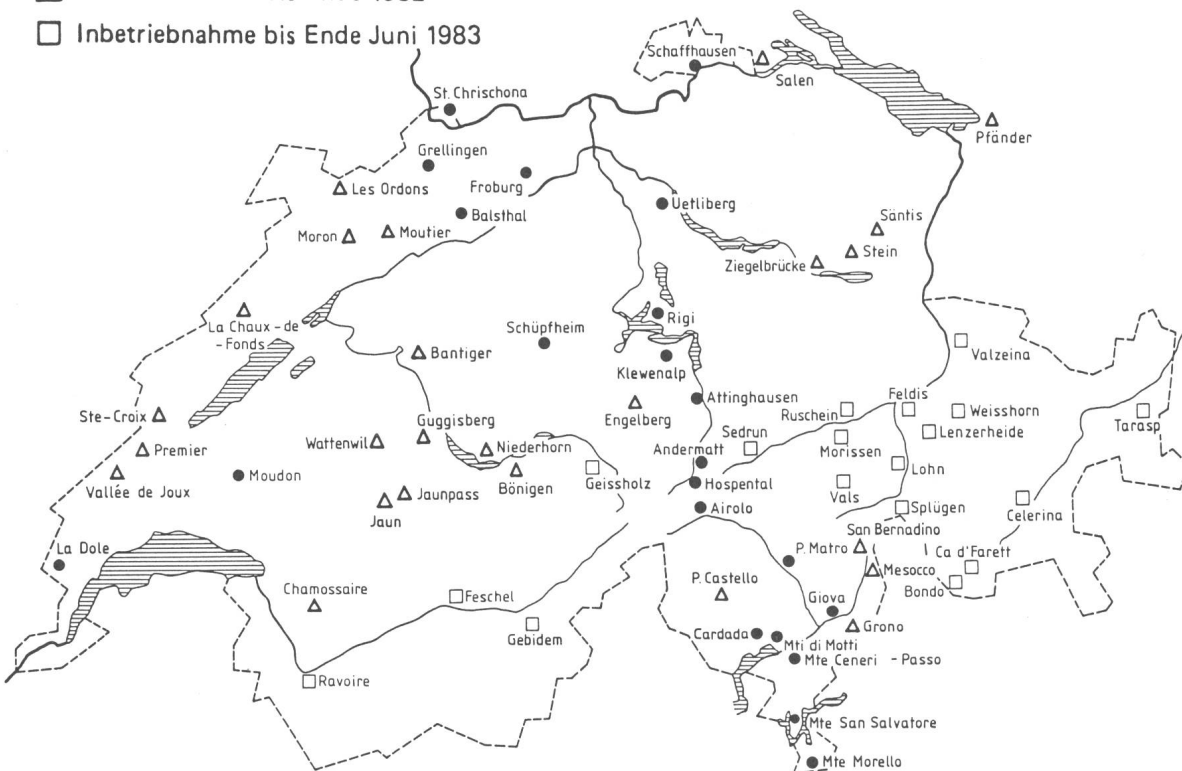 1982
Inbetriebnahme bis Ende Juni 1983
Schaffhausen
Salen
St. Chrischona
Pfänder
Grellingen
Les Ordons
Froburg
Uetliberg
Balsthal
Säntis
Moron
Moutier
Stein
Ziegelbrücke
La Chaux-de-
-Fonds
Rigi
Schüpfheim
Valzeina
Bantiger
Klewenalp
Attinghausen
Feldis
Ste-Croix
Guggisberg
Engelberg
Ruschein
Weisshorn
Tarasp
Wattenwil
Sedrun
Lenzerheide
Premier
Niederhorn
Andermatt
Morissen
Moudon
Bönigen
Geissholz
Lohn
Vallée de Joux
Hospental
Vals
Jaunpass
Jaun
Airolo
Splügen
Celerina
San Bernadino
La Dole
P. Matro
Ca d'Farett
Mesocco
Bondo
Chamossaire
P. Castello
Feschel
Giova
Gebidem
Cardada
Grono
Mti di Motti
Mte Ceneri - Passo
Ravoire
Mte San Salvatore
Mte Morello